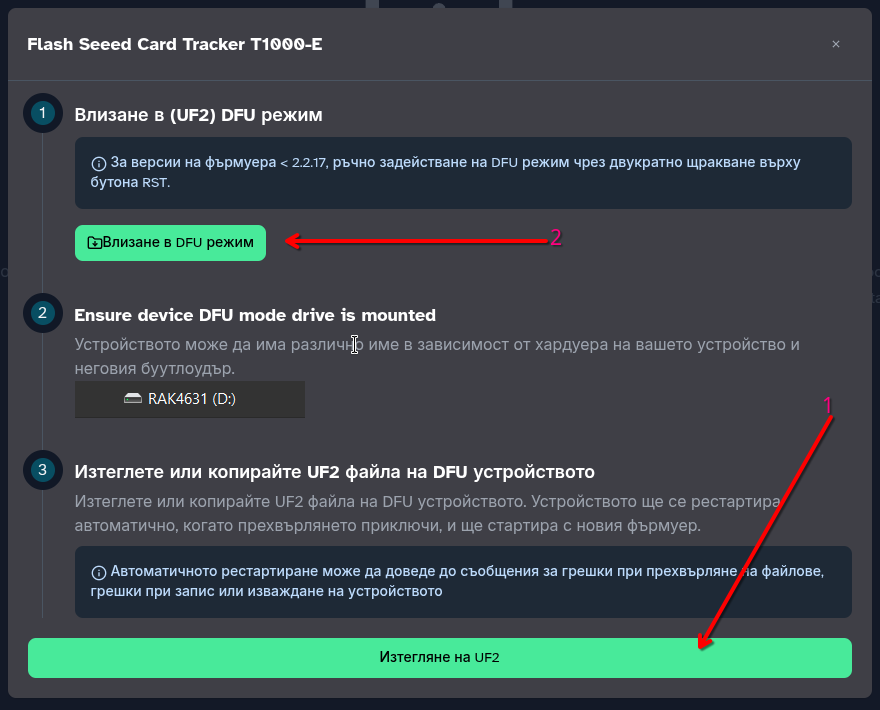 Flash Seeed Card Tracker T1000-E
×
1
Влизане в (UF2) DFU режим
За версии на фърмуера < 2.2.17, ръчно задействане на DFU режим чрез двукратно щракване върху
бутона RST.
Влизане в DFU режим
2
2
Ensure device DFU mode drive is mounted
Устройството може да има различно име в зависимост от хардуера на вашето устройство и
неговия буутлоудър.
RAK4631 (D:)
1
3
Изтеглете или копирайте UF2 файла на DFU устройството
Изтеглете или копирайте UF2 файла на DFU устройството. Устройството ще се рестартира
автоматично, когато прехвърлянето приключи, и ще стартира с новия фърмуер.
Автоматичното рестартиране може да доведе до съобщения за грешки при прехвърляне на файлове,
грешки при запис или изваждане на устройството
Изтегляне на UF2